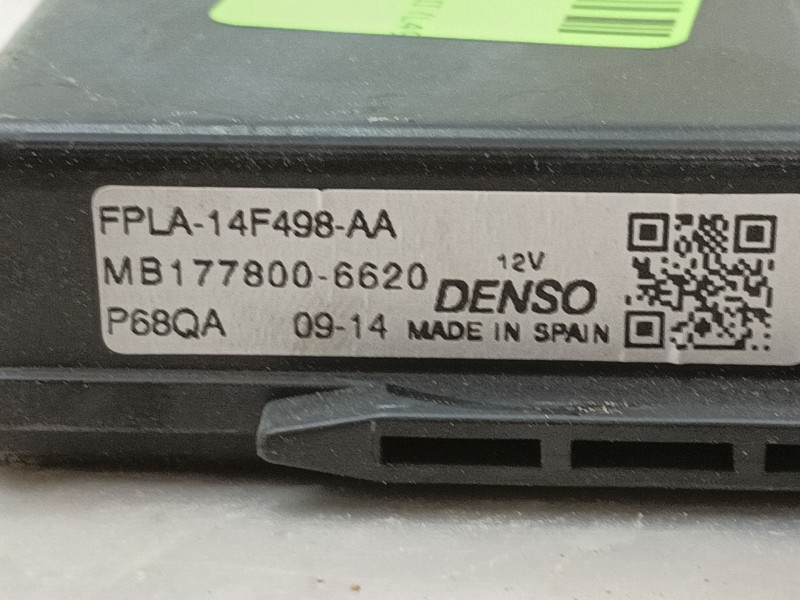 FPLA-14F498-AA
MB177800-6620
12V
DENSO
P68QA 09-14 MADE IN SPAIN